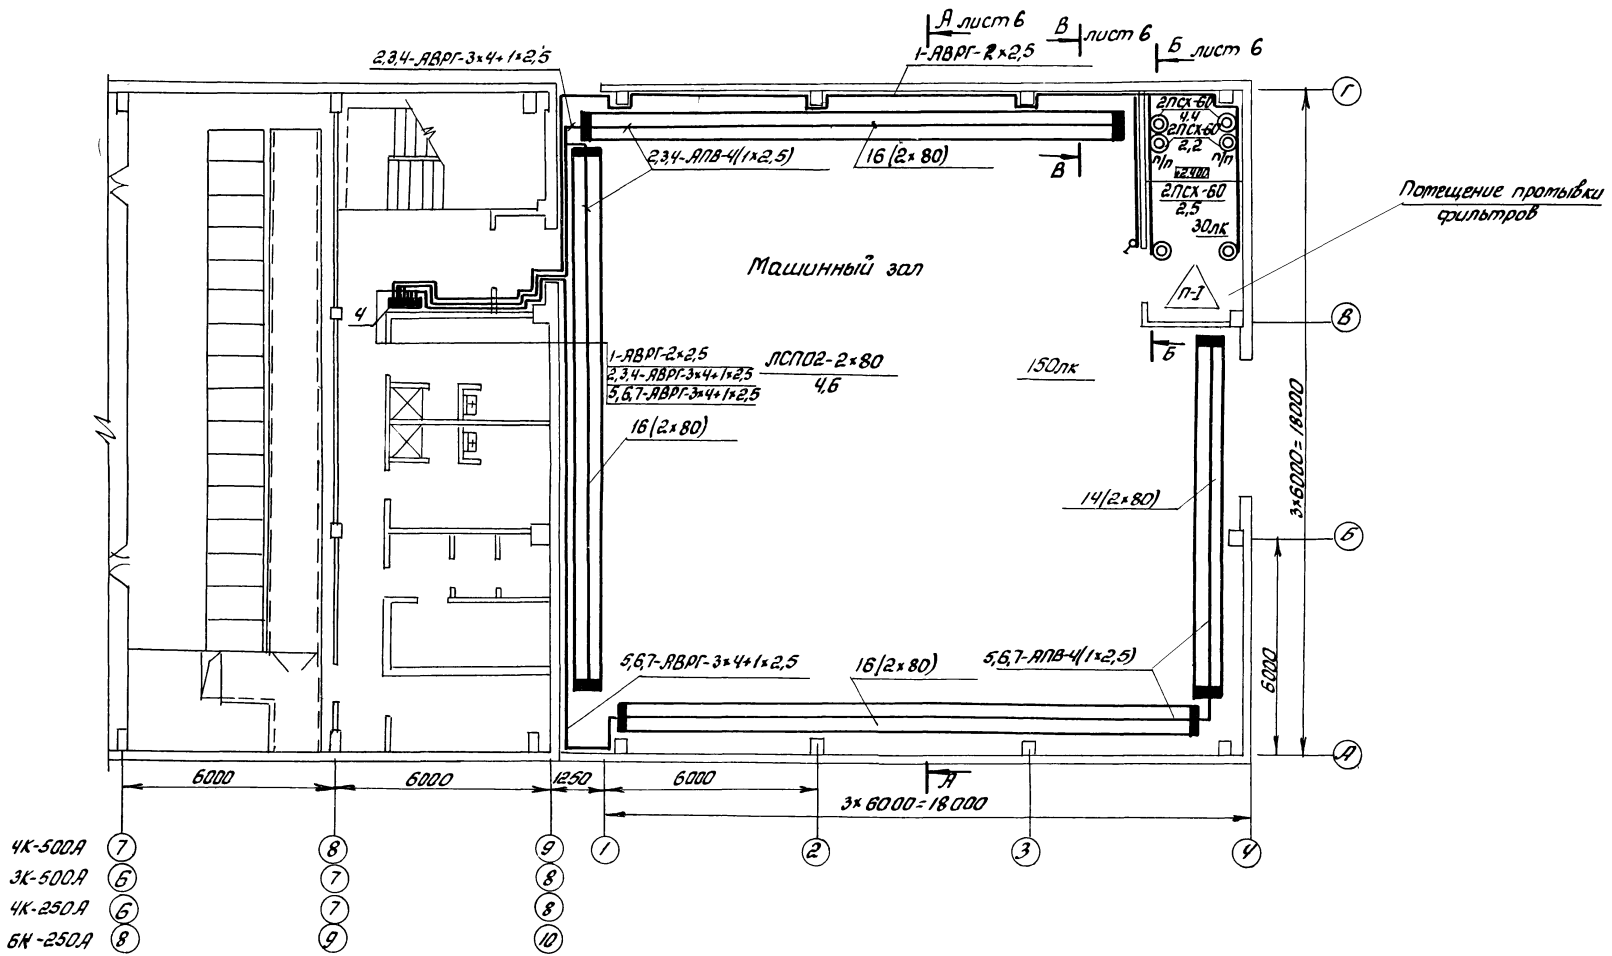 А лист 6
В лист 6
Б лист 6
2,3,4-АВРГ-3×4+1×2,5
1-АВРГ-2×2,5
Г
2ПСХ-60
4.4
2ПСХ-60
2,2
п/п п/п
2ПСХ-60
2,5
30лк
2,3,4-АПВ-4(1×2,5)
16(2×80)
В
Помещение промывки
фильтров
Машинный зал
П-I
4
В
Б
1-АВРГ-2×2,5
2,3,4-АВРГ-3×4+1×2,5
5,6,7-АВРГ-3×4+1×2,5
ЛСП02-2×80
4,6
150лк
16(2×80)
3×6000=18000
14(2×80)
Б
5,6,7-АВРГ-3×4+1×2,5
16(2×80)
5,6,7-АПВ-4(1×2,5)
6000
А
6000
6000
1250
6000
А
3×6000=18000
4К-500А 7 8 9 1 2 3 4
3К-500А 6 7 8
4К-250А 6 7 8
6К-250А 8 9 10